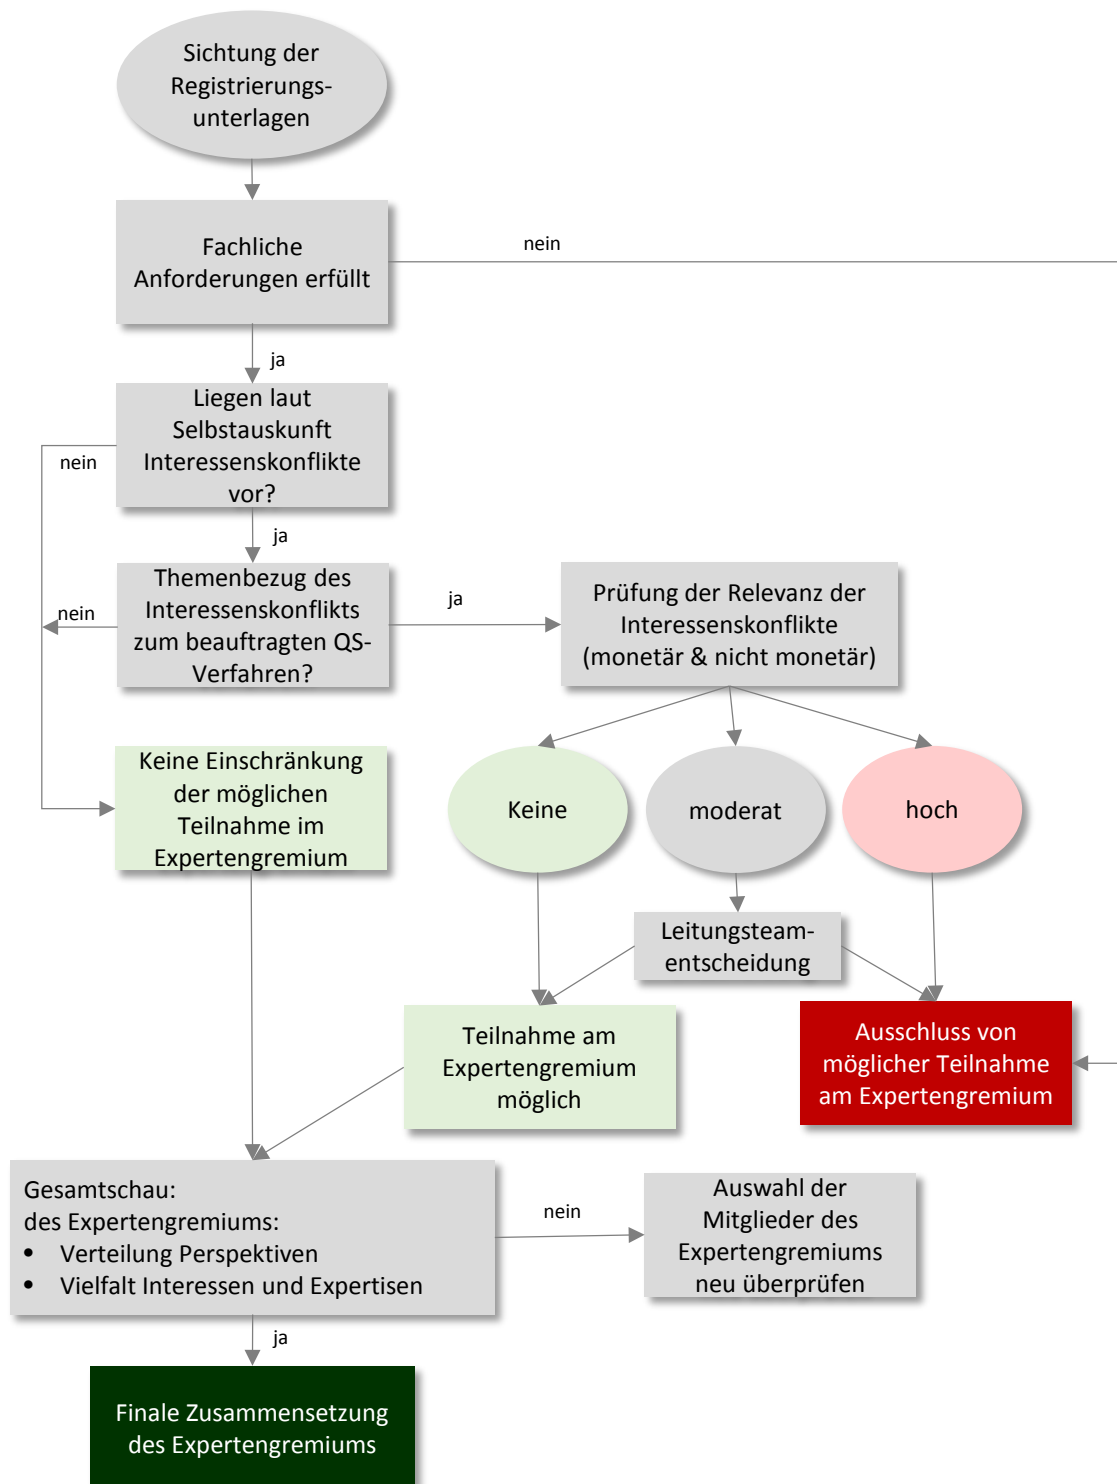 Sichtung der
Registrierungs-
unterlagen
Fachliche
Anforderungen erfüllt
nein
ja
Liegen laut
Selbstauskunft
Interessenskonflikte
vor?
nein
ja
Themenbezug des
Interessenskonflikts
zum beauftragten QS-
Verfahren?
nein
ja
Prüfung der Relevanz der
Interessenskonflikte
(monetär & nicht monetär)
Keine Einschränkung
der möglichen
Teilnahme im
Expertengremium
Keine
moderat
hoch
Leitungsteam-
entscheidung
Teilnahme am
Expertengremium
möglich
Ausschluss von
möglicher Teilnahme
am Expertengremium
Gesamtschau:
des Expertengremiums:
• Verteilung Perspektiven
• Vielfalt Interessen und Expertisen
nein
Auswahl der
Mitglieder des
Expertengremiums
neu überprüfen
ja
Finale Zusammensetzung
des Expertengremiums